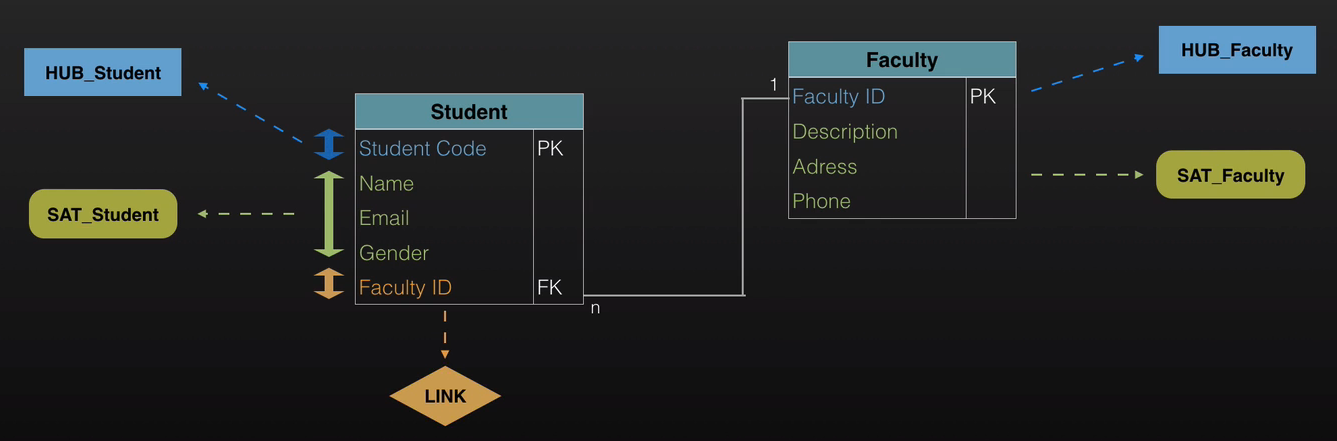 HUB_Student
SAT_Student
Student
Student Code PK
Name
Email
Gender
Faculty ID FK
LINK
n
1
Faculty
Faculty ID PK
Description
Adress
Phone
HUB_Faculty
SAT_Faculty